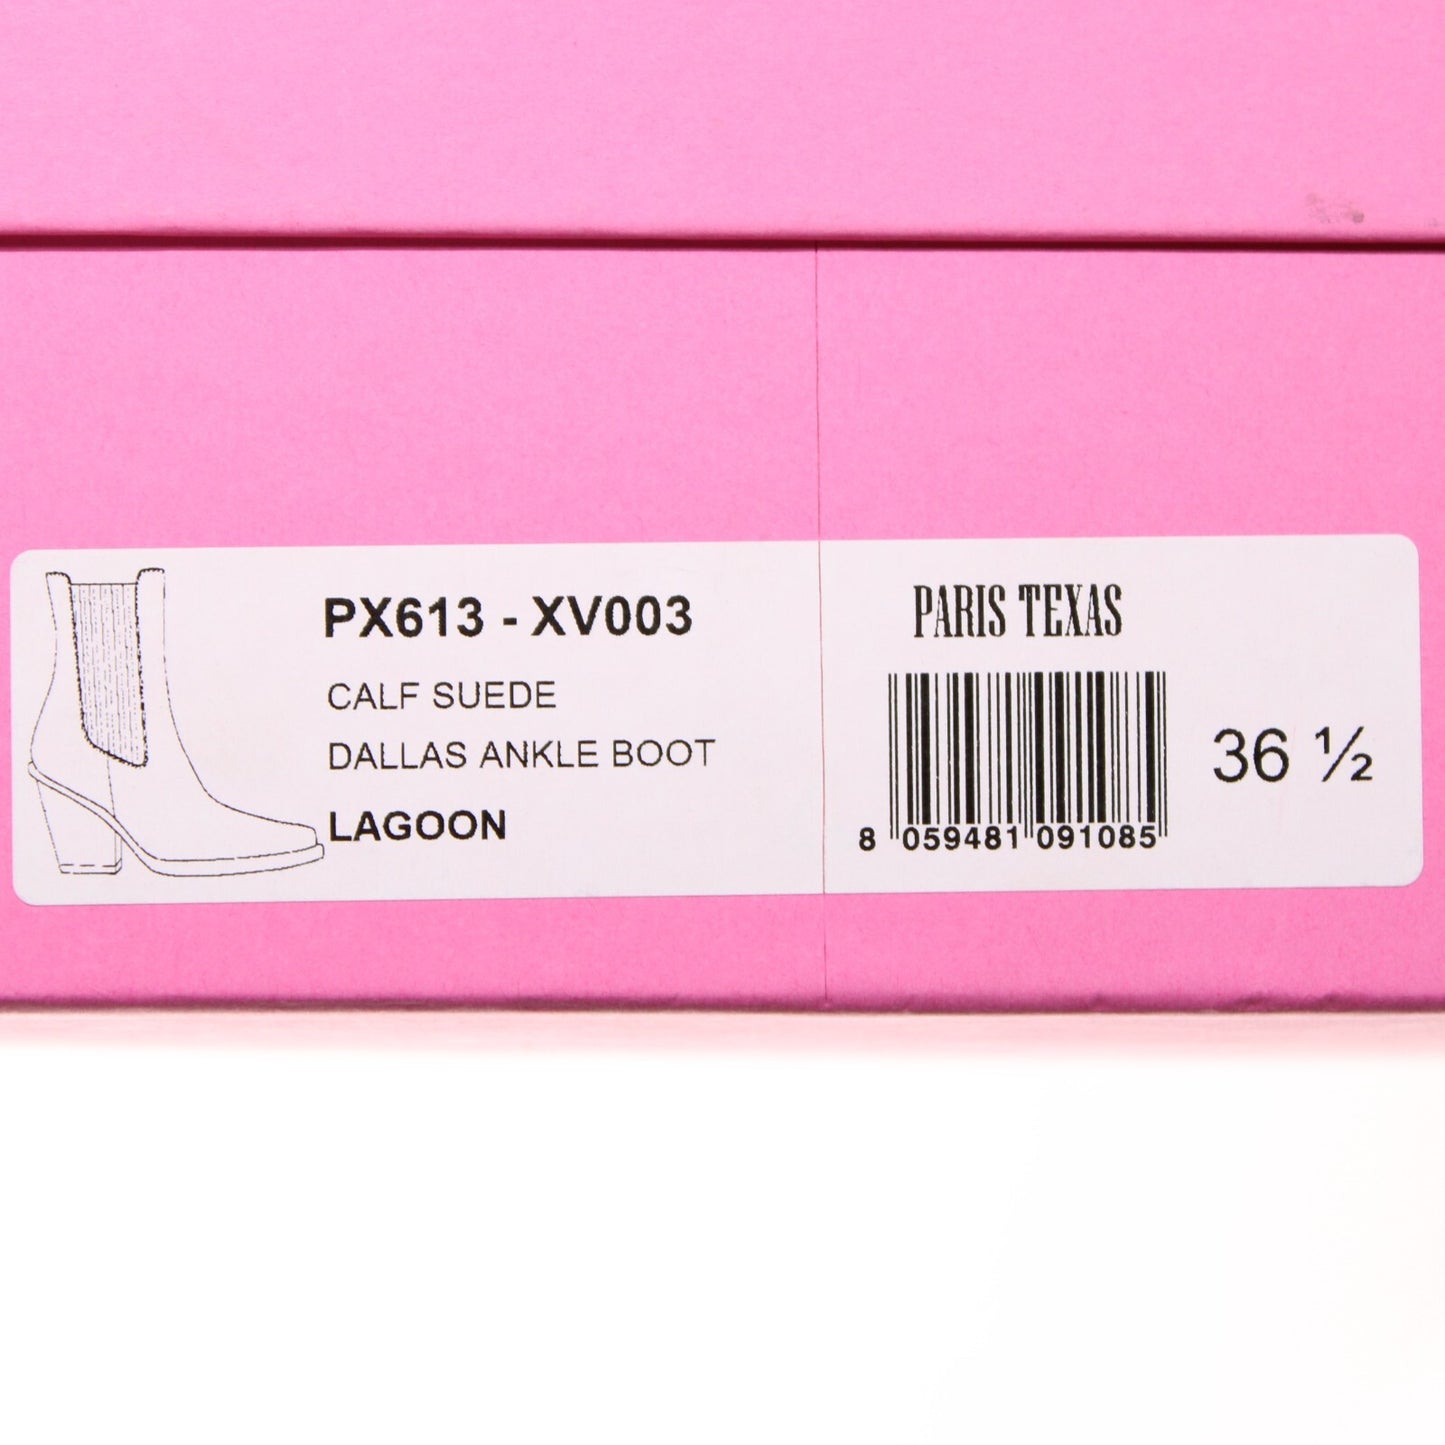 PX613 - XV003
CALF SUEDE
DALLAS ANKLE BOOT
LAGOON
PARIS TEXAS
8 059481 091085
36 ½